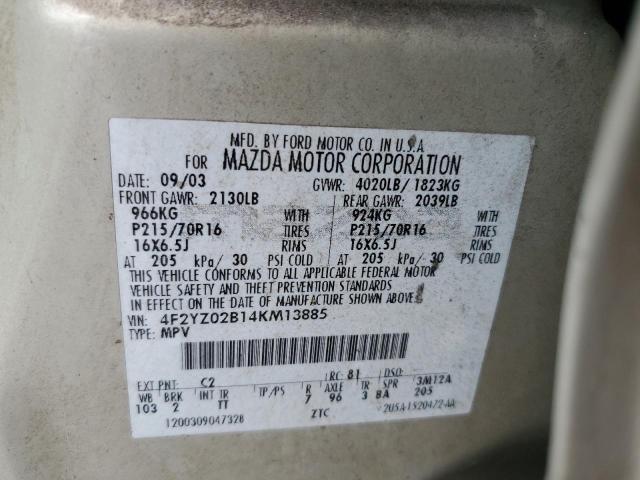 MFD. BY FORD MOTOR CO. IN U.S.A.
FOR MAZDA MOTOR CORPORATION
DATE: 09/03 GVWR: 4020LB/ 1823KG
FRONT GAWR: 2130LB REAR GAWR: 2039LB
966KG WITH 924KG WITH
P215/70R16 TIRES P215/70R16 TIRES
16X6.5J RIMS 16X6.5J RIMS
AT 205 kPa/ 30 PSI COLD AT 205 kPa/ 30 PSI COLD
THIS VEHICLE CONFORMS TO ALL APPLICABLE FEDERAL MOTOR
VEHICLE SAFETY AND THEFT PREVENTION STANDARDS
IN EFFECT ON THE DATE OF MANUFACTURE SHOWN ABOVE.
VIN: 4F2YZ02B14KM13885
TYPE: MPV
EXT PNT: C2 RC: 81 DSO:
WB BRK INT TR TP/PS R AXLE TR SPR 3M12A
103 2 TT 7 96 3 8A 205
120030904732B ZTC